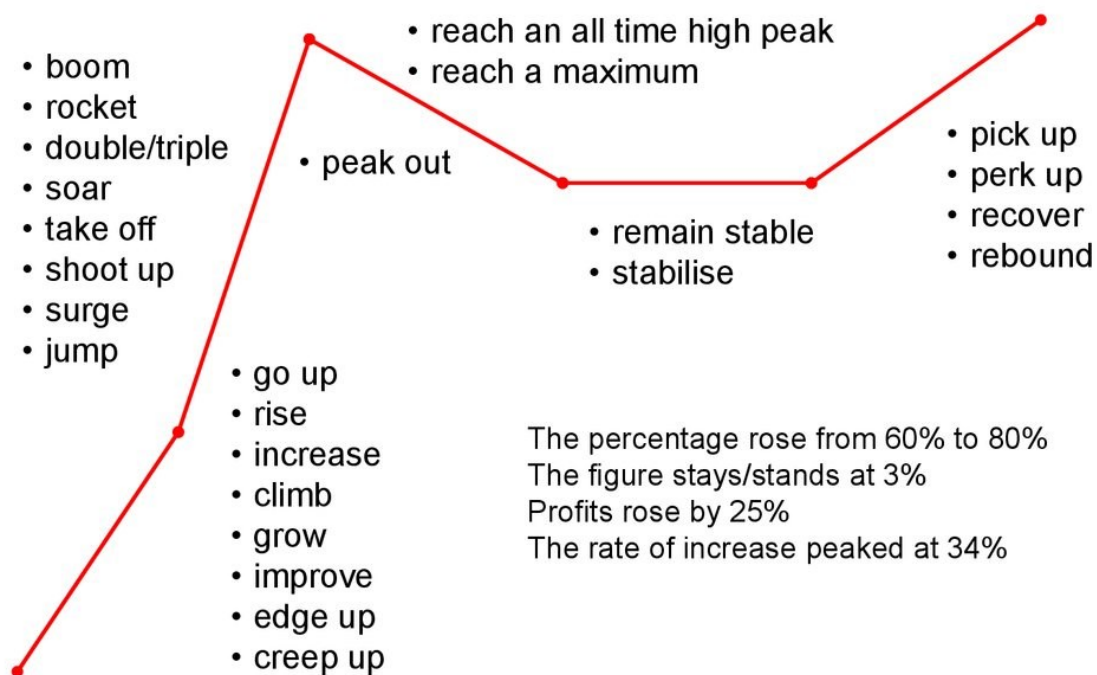 • boom
• rocket
• double/triple
• soar
• take off
• shoot up
• surge
• jump
• go up
• rise
• increase
• climb
• grow
• improve
• edge up
• creep up
• peak out
• reach an all time high peak
• reach a maximum
• remain stable
• stabilise
• pick up
• perk up
• recover
• rebound
The percentage rose from 60% to 80%
The figure stays/stands at 3%
Profits rose by 25%
The rate of increase peaked at 34%